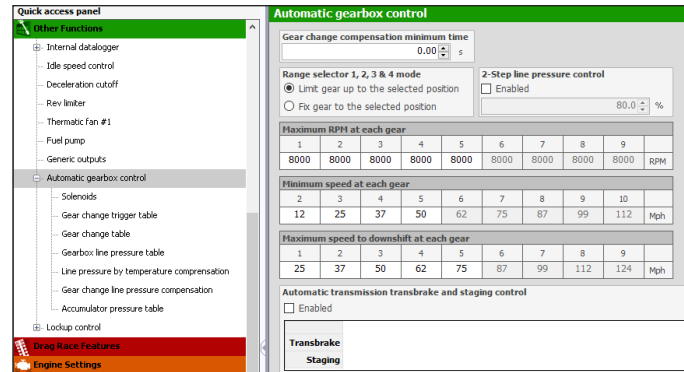 Quick access panel
Other Functions
Internal datalogger
Idle speed control
Deceleration cutoff
Rev limiter
Thermatic fan #1
Fuel pump
Generic outputs
Automatic gearbox control
Solenoids
Gear change trigger table
Gear change table
Gearbox line pressure table
Line pressure by temperature comprensation
Gear change line pressure compensation
Accumulator pressure table
Lockup control
Drag Race Features
Engine Settings
Automatic gearbox control
Gear change compensation minimum time
0.00 s
Range selector 1, 2, 3 & 4 mode
Limit gear up to the selected position
Fix gear to the selected position
2-Step line pressure control
Enabled
80.0 %
Maximum RPM at each gear
1 2 3 4 5 6 7 8 9
8000 8000 8000 8000 8000 8000 8000 8000 8000 RPM
Minimum speed at each gear
2 3 4 5 6 7 8 9 10
12 25 37 50 62 75 87 99 112 Mph
Maximum speed to downshift at each gear
1 2 3 4 5 6 7 8 9
25 37 50 62 75 87 99 112 124 Mph
Automatic transmission transbrake and staging control
Enabled
Transbrake
Staging